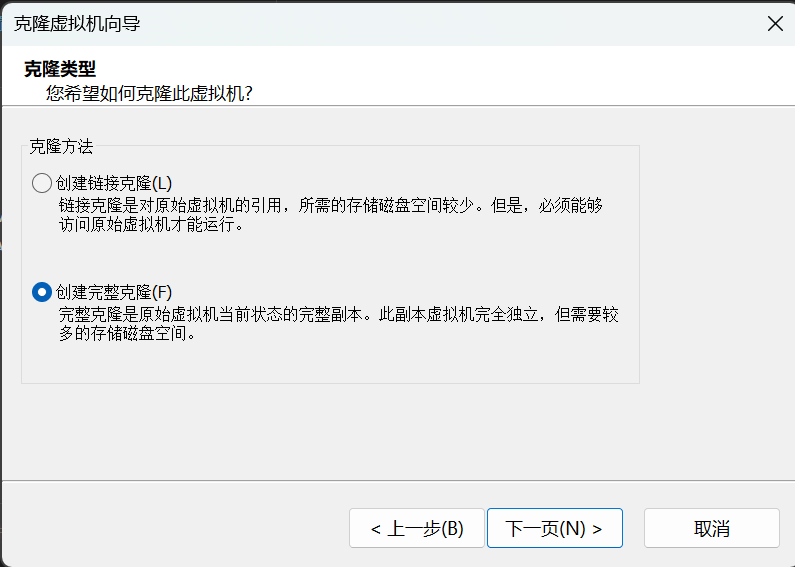 克隆虚拟机向导
克隆类型
您希望如何克隆此虚拟机?
克隆方法
创建链接克隆(L)
链接克隆是对原始虚拟机的引用，所需的存储磁盘空间较少。但是，必须能够
访问原始虚拟机才能运行。
创建完整克隆(F)
完整克隆是原始虚拟机当前状态的完整副本。此副本虚拟机完全独立，但需要较
多的存储磁盘空间。
< 上一步(B)
下一页(N) >
取消